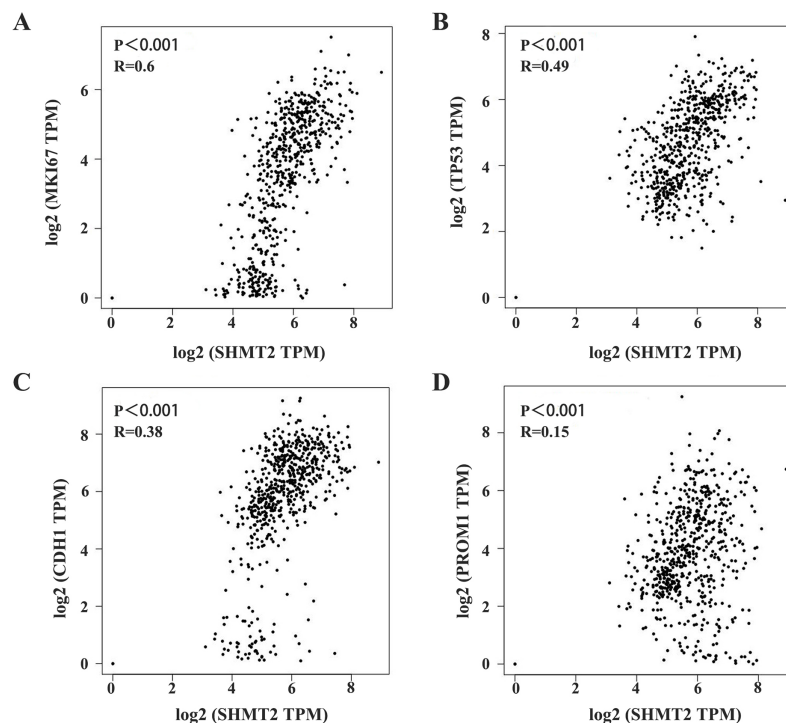 A
P<0.001
R=0.6
log2 (MKI67 TPM)
6
4
2
0
0 2 4 6 8
log2 (SHMT2 TPM)
B
P<0.001
R=0.49
log2 (TP53 TPM)
8
6
4
2
0
0 2 4 6 8
log2 (SHMT2 TPM)
C
P<0.001
R=0.38
log2 (CDH1 TPM)
8
6
4
2
0
0 2 4 6 8
log2 (SHMT2 TPM)
D
P<0.001
R=0.15
log2 (PROM1 TPM)
8
6
4
2
0
0 2 4 6 8
log2 (SHMT2 TPM)